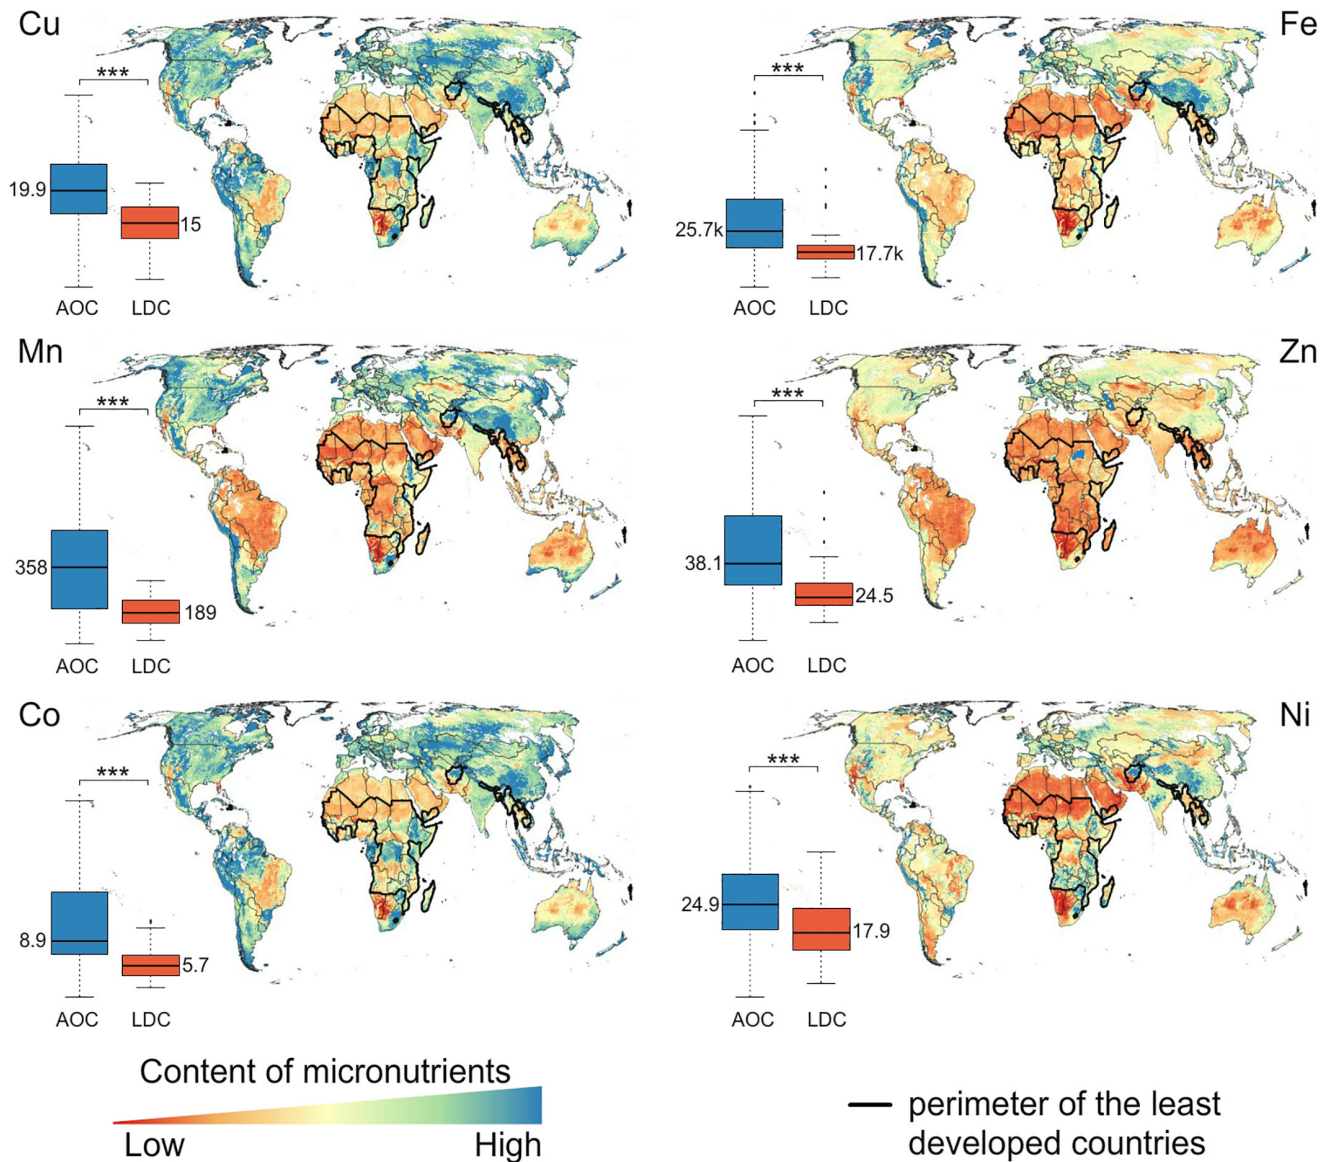 Cu
***
19.9
15
AOC LDC
Fe
***
25.7k
17.7k
AOC LDC
Mn
***
358
189
AOC LDC
Zn
***
38.1
24.5
AOC LDC
Co
***
8.9
5.7
AOC LDC
Ni
***
24.9
17.9
AOC LDC
Content of micronutrients
Low High
perimeter of the least
developed countries